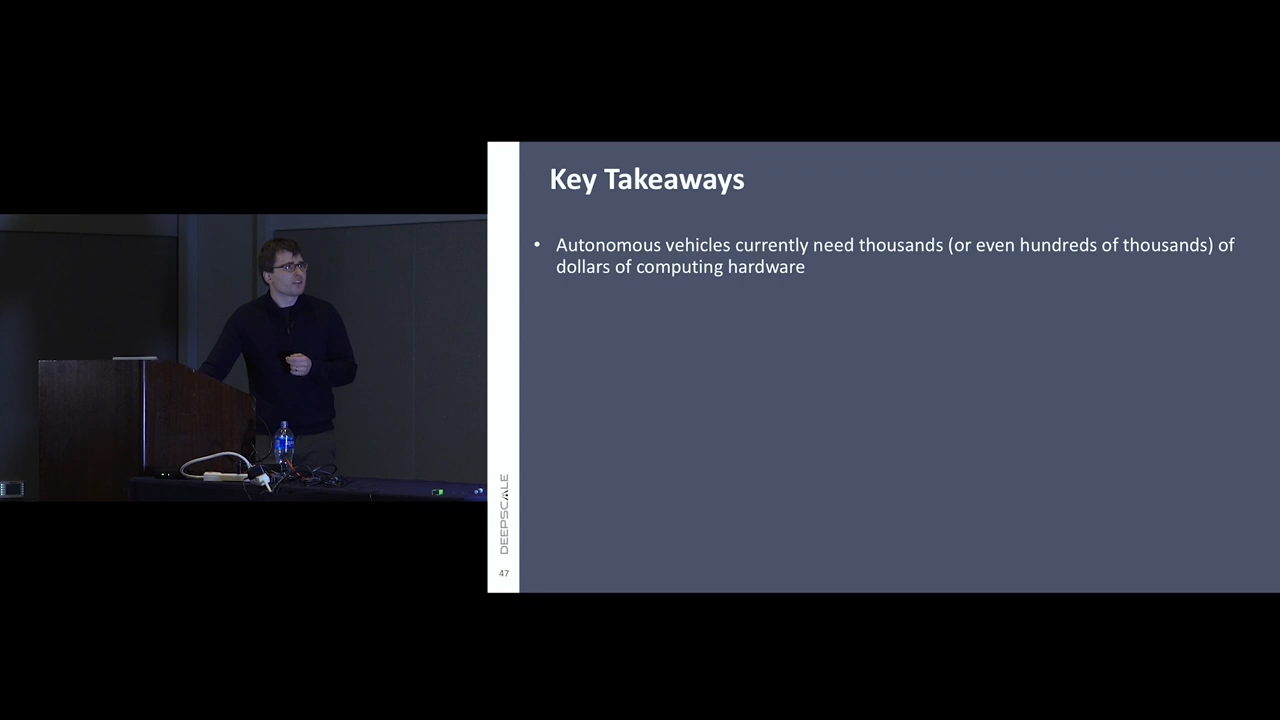 Key Takeaways
• Autonomous vehicles currently need thousands (or even hundreds of thousands) of
dollars of computing hardware
DEEPSCALE
47